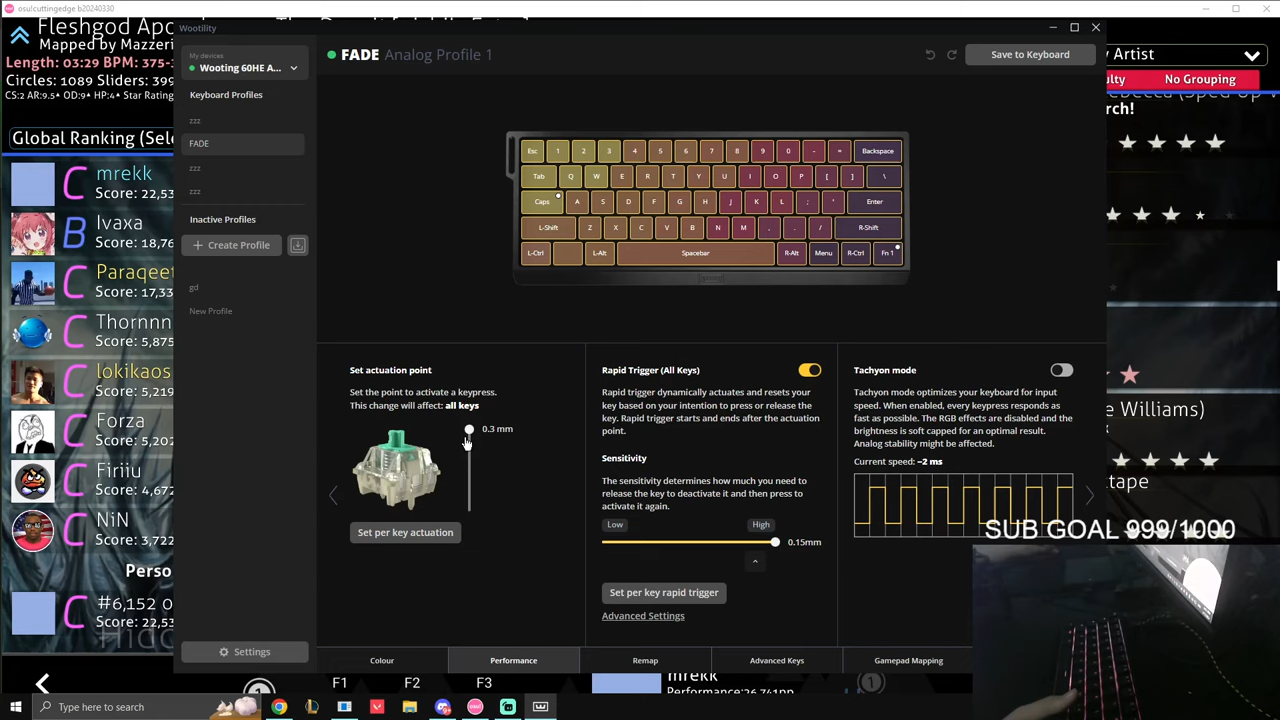 osu!cuttingedge b20240330
Fleshgod Apo
Mapped by Mazzeri
Length: 03:29 BPM: 375-
Circles: 1089 Sliders: 399
CS:2 AR:9.5 OD:9 HP:4 Star Rating
Global Ranking (Sele
mrekk
Score: 22,53
Ivaxa
Score: 18,76
Paraqeet
Score: 17,33
Thornnn
Score: 5,875
lokikaos
Score: 5,219
Forza
Score: 5,202
Firiiu
Score: 4,672
NiN
Score: 3,722
Perso
#6,152 o
Score: 22,53
Wootility
My devices
Wooting 60HE A...
Keyboard Profiles
zzz
FADE
zzz
zzz
Inactive Profiles
+ Create Profile
gd
New Profile
Settings
FADE Analog Profile 1
Save to Keyboard
Esc 1 2 3 4 5 6 7 8 9 0 - = Backspace
Tab Q W E R T Y U I O P [ ] \
Caps A S D F G H J K L ; ' Enter
L-Shift Z X C V B N M , . / R-Shift
L-Ctrl L-Alt Spacebar R-Alt Menu R-Ctrl Fn 1
Set actuation point
Set the point to activate a keypress.
This change will affect: all keys
0.3 mm
Set per key actuation
Rapid Trigger (All Keys)
Rapid trigger dynamically actuates and resets your
key based on your intention to press or release the
key. Rapid trigger starts and ends after the actuation
point.
Sensitivity
The sensitivity determines how much you need to
release the key to deactivate it and then press to
activate it again.
Low High
0.15mm
Set per key rapid trigger
Advanced Settings
Tachyon mode
Tachyon mode optimizes your keyboard for input
speed. When enabled, every keypress responds as
fast as possible. The RGB effects are disabled and the
brightness is soft capped for an optimal result.
Analog stability might be affected.
Current speed: ~2 ms
Colour Performance Remap Advanced Keys Gamepad Mapping
y Artist
ulty No Grouping
rch!
e Williams)
tape
SUB GOAL 999/1000
F1 F2 F3
mrekk
Performance:26,741pp
Type here to search